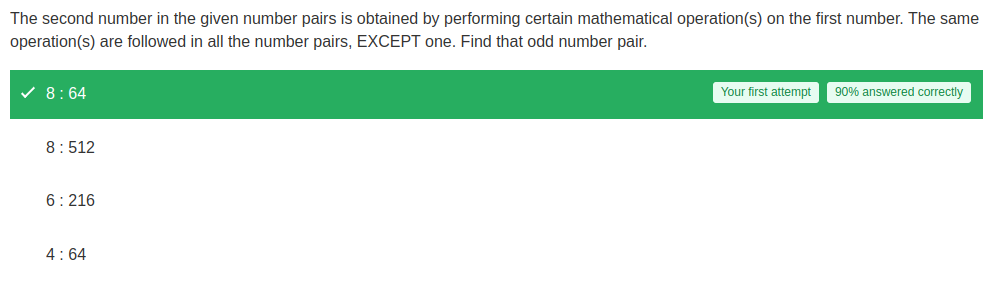 The second number in the given number pairs is obtained by performing certain mathematical operation(s) on the first number. The same
operation(s) are followed in all the number pairs, EXCEPT one. Find that odd number pair.
8 : 64 Your first attempt 90% answered correctly
8 : 512
6 : 216
4 : 64